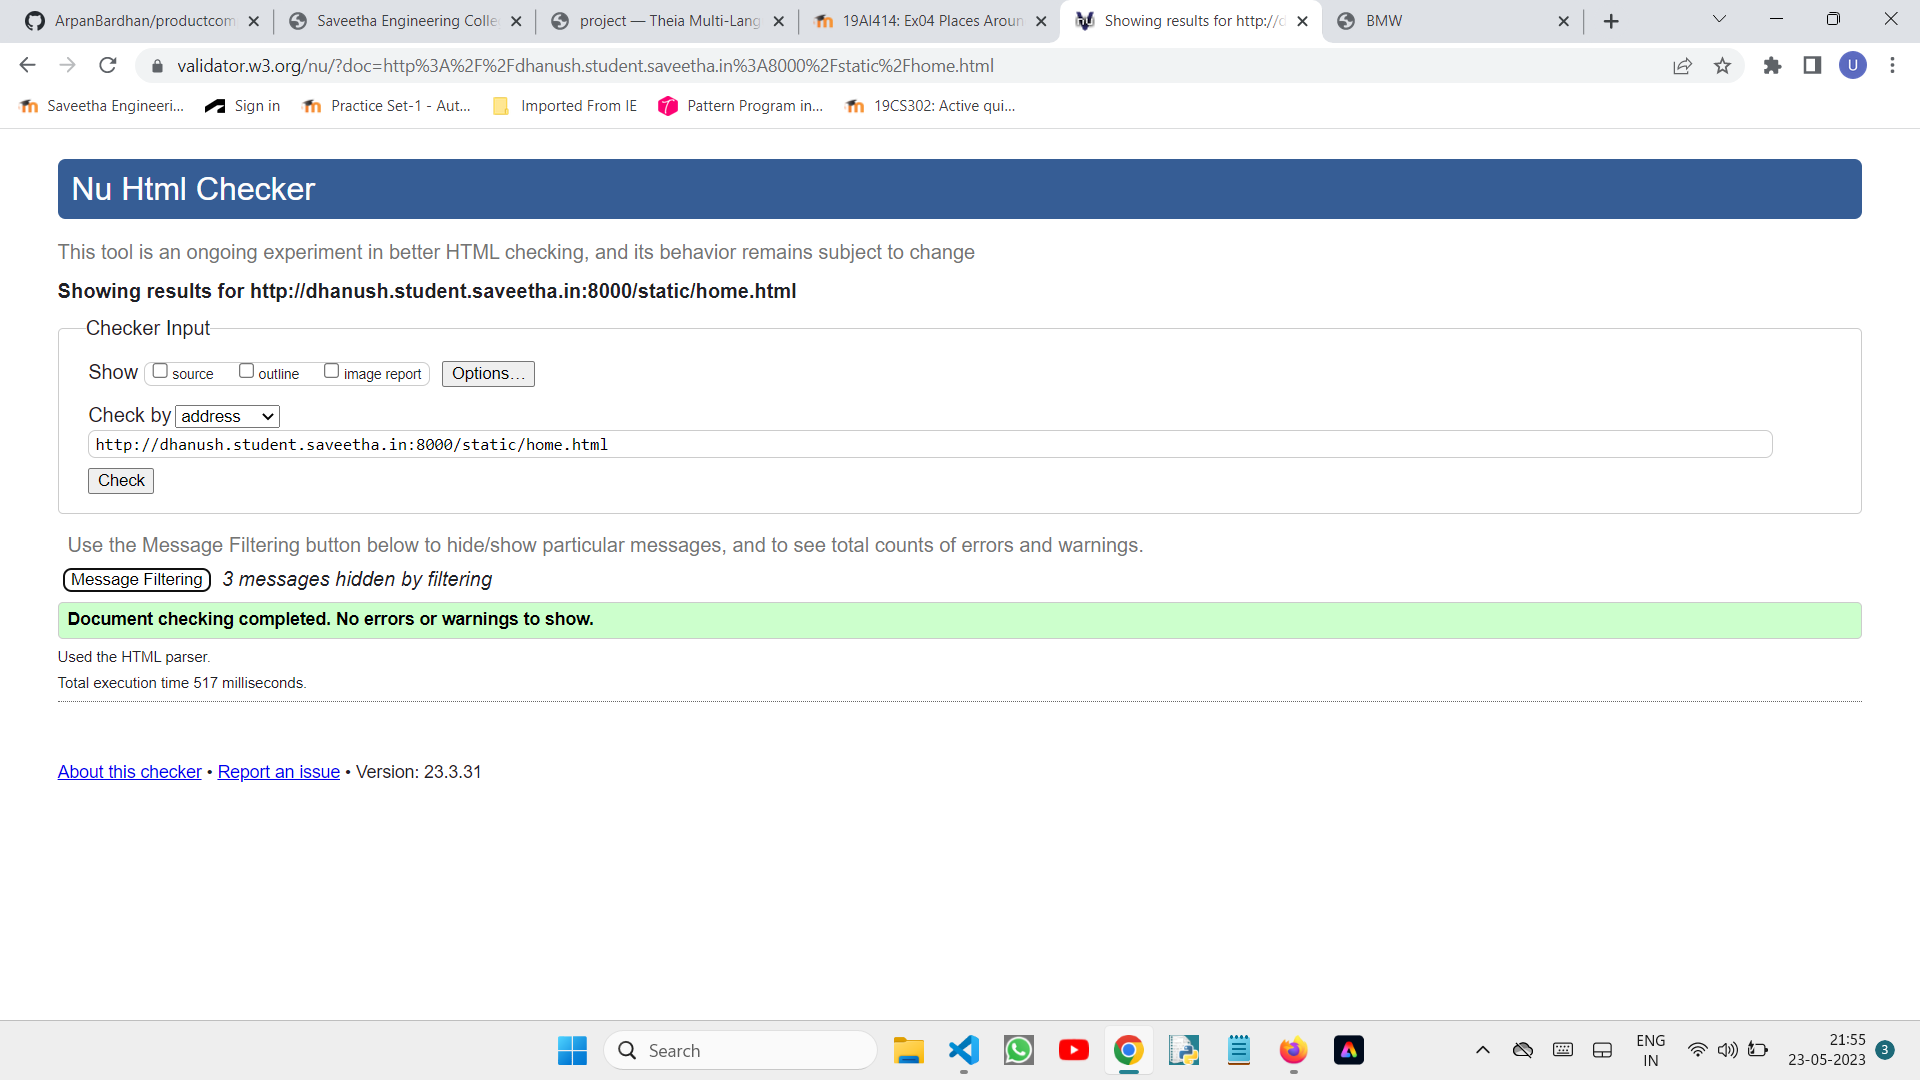 ArpanBardhan/productcom
Saveetha Engineering Colle
project — Theia Multi-Lang
19AI414: Ex04 Places Aroun
Showing results for http://d
BMW
validator.w3.org/nu/?doc=http%3A%2F%2Fdhanush.student.saveetha.in%3A8000%2Fstatic%2Fhome.html
U
Saveetha Engineeri...
Sign in
Practice Set-1 - Aut...
Imported From IE
Pattern Program in...
19CS302: Active qui...
Nu Html Checker
This tool is an ongoing experiment in better HTML checking, and its behavior remains subject to change
Showing results for http://dhanush.student.saveetha.in:8000/static/home.html
Checker Input
Show source outline image report Options...
Check by address
http://dhanush.student.saveetha.in:8000/static/home.html
Check
Use the Message Filtering button below to hide/show particular messages, and to see total counts of errors and warnings.
Message Filtering 3 messages hidden by filtering
Document checking completed. No errors or warnings to show.
Used the HTML parser.
Total execution time 517 milliseconds.
About this checker • Report an issue • Version: 23.3.31
Search
ENG
IN
21:55
23-05-2023
3